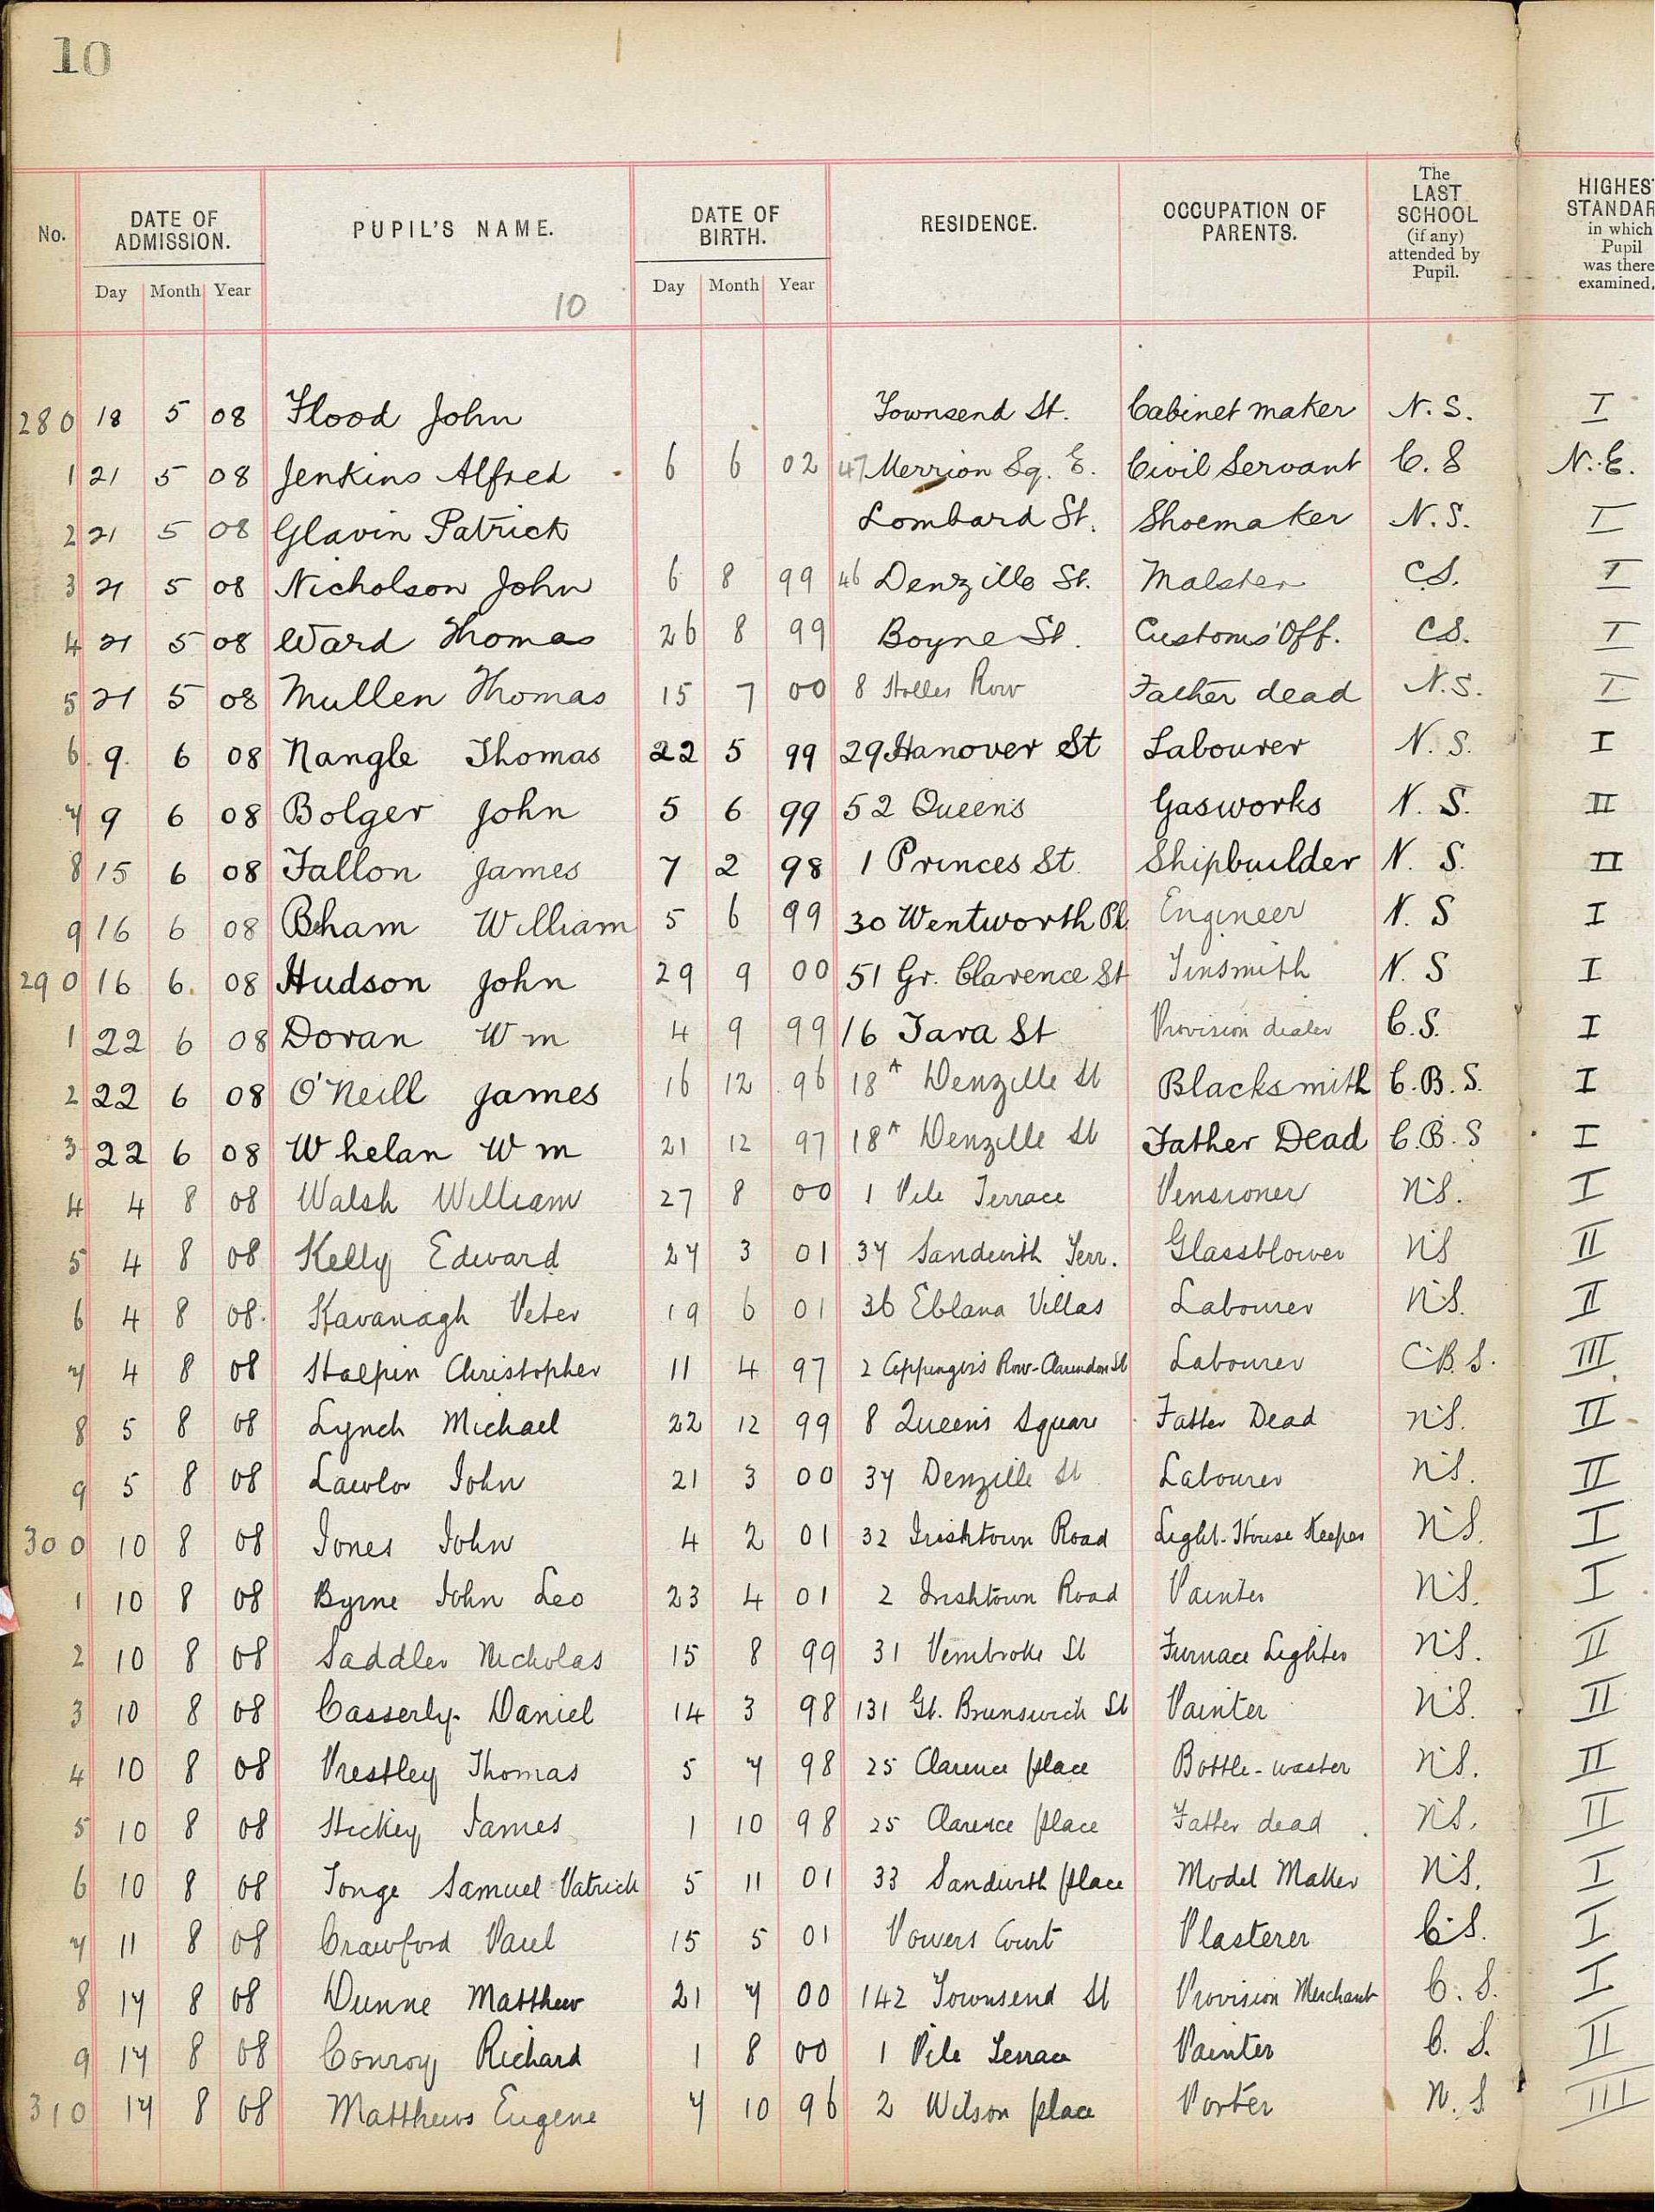 10
No.
DATE OF ADMISSION.
PUPIL'S NAME.
DATE OF BIRTH.
RESIDENCE.
OCCUPATION OF PARENTS.
The LAST SCHOOL (if any) attended by Pupil.
HIGHES STANDAR in which Pupil was there examined.
Day Month Year
Day Month Year
10
280 18 5 08 Flood John Townsend St. Cabinet maker N. S. I
1 21 5 08 Jenkins Alfred 6 6 02 47 Merrion Sq. E. Civil Servant C. S N. E.
2 21 5 08 Glavin Patrick Lombard St. Shoemaker N. S. I
3 21 5 08 Nicholson John 6 8 99 46 Denzille St. Malster C S. I
4 21 5 08 Ward Thomas 26 8 99 Boyne St. Customs' Off. C S. I
5 21 5 08 Mullen Thomas 15 7 00 8 Holles Row Father dead N. S. I
6 9 6 08 Nangle Thomas 22 5 99 29 Hanover St Labourer N. S. I
7 9 6 08 Bolger John 5 6 99 52 Queens Gasworks N. S. II
8 15 6 08 Fallon James 7 2 98 1 Princes St. Shipbuilder N. S. II
9 16 6 08 William 5 6 99 30 Wentworth Pl. Engineer N. S I
290 16 6 08 Hudson John 29 9 00 51 Gr. Clarence St Tinsmith N. S I
1 22 6 08 Doran Wm 4 9 99 16 Tara St Provision dealer C. S. I
2 22 6 08 O'Neill James 16 12 96 18A Denzille St Blacksmith C. B. S. I
3 22 6 08 Whelan Wm 21 12 97 18A Denzille St Father Dead C. B. S I
4 4 8 08 Walsh William 27 8 00 1 Pile Terrace Pensioner N.S. I
5 4 8 08 Kelly Edward 27 3 01 37 Sandwith Terr. Glassblower N.S II
6 4 8 08 Kavanagh Peter 19 6 01 36 Eblana Villas Labourer N.S. II
7 4 8 08 Halpin Christopher 11 4 97 2 Coppinger's Row-Clarendon St Labourer C.B.S. III
8 5 8 08 Lynch Michael 22 12 99 8 Queen's Square Father Dead N.S. II
9 5 8 08 Lawlor John 21 3 00 37 Denzille St Labourer N.S. II
300 10 8 08 Jones John 4 2 01 32 Irishtown Road Light-House Keeper N.S. I
1 10 8 08 Byrne John Leo 23 4 01 2 Irishtown Road Painter N.S. I
2 10 8 08 Saddler Nicholas 15 8 99 31 Pembroke St Furnace Lighter N.S. II
3 10 8 08 Casserly Daniel 14 3 98 131 Gt. Brunswick St Painter N.S. II
4 10 8 08 Prestley Thomas 5 7 98 25 Clarence place N.S. II
5 10 8 08 Hickey James 1 10 98 25 Clarence place Father dead N.S. II
6 10 8 08 Tonge Samuel Patrick 5 11 01 33 Sandwith place Model Maker N.S. I
7 11 8 08 Crawford Paul 15 5 01 Powers Court Plasterer C.S. I
8 17 8 08 Dunne Matthew 21 7 00 142 Townsend St Provision Merchant C. S. I
9 17 8 08 Conroy Richard 1 8 00 1 Pile Terrace Painter C. S. II
310 17 8 08 Matthews Eugene 7 10 96 2 Wilson place Porter N. S III